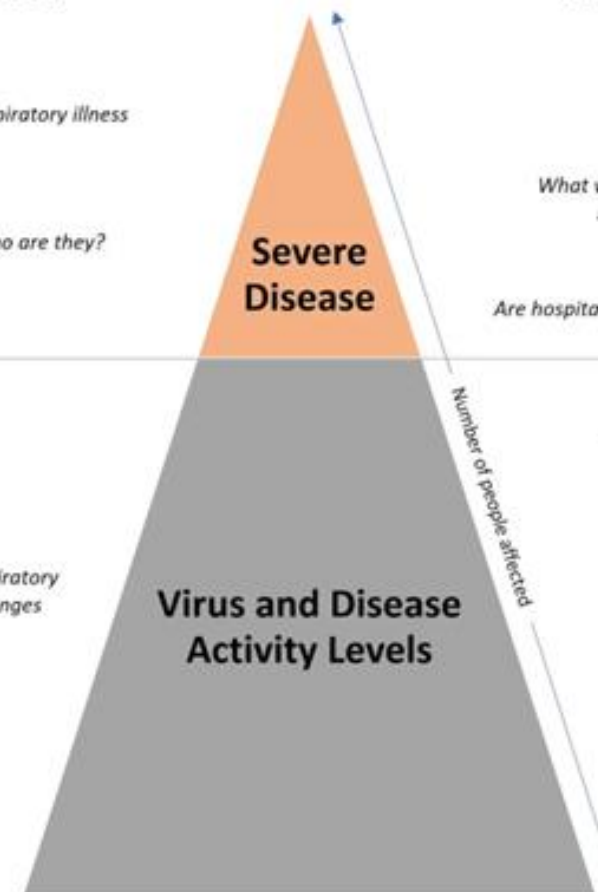 piratory illness
What
o are they?
Severe
Disease
Are hospita
Number of people affected
iratory
nges
Virus and Disease
Activity Levels